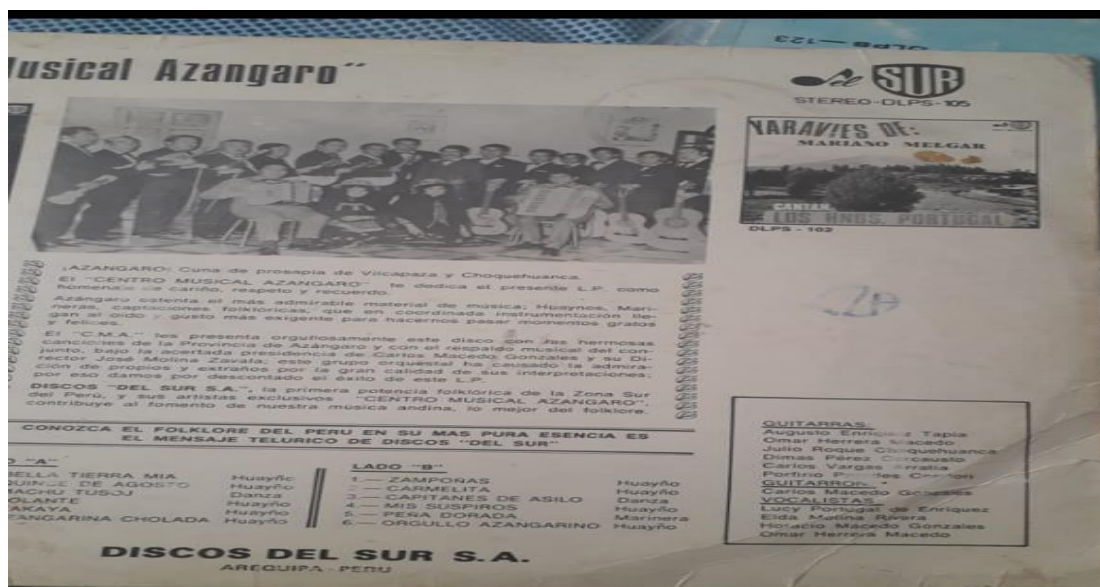 DLPS-123
usical Azangaro"
del SUR
STEREO-DLPS-105
YARAVIES DE:
MARIANO MELGAR
CANTAN
LOS HNOS. PORTUGAL
DLPS - 102
¡AZANGARO! Cuna de prosapia de Vilcapaza y Choquehuanca.
El "CENTRO MUSICAL AZANGARO" te dedica el presente L.P. como
homenaje de cariño, respeto y recuerdo.
Azángaro ostenta el más admirable material de música; Huaynos, Mari-
neras, captaciones folklóricas, que en coordinada instrumentación lle-
gan al oído y gusto más exigente para hacernos pasar momentos gratos
y felices.
El "C.M.A." les presenta orgullosamente este disco con las hermosas
canciones de la Provincia de Azángaro y con el respaldo musical del con-
junto, bajo la acertada presidencia de Carlos Macedo Gonzales y su Di-
rector José Molina Zavala; este grupo orquestal ha causado la admira-
ción de propios y extraños por la gran calidad de sus interpretaciones;
por eso damos por descontado el éxito de este L.P.
DISCOS "DEL SUR S.A.", la primera potencia folklórica de la Zona Sur
del Perú, y sus artistas exclusivos "CENTRO MUSICAL AZANGARO",
contribuye al fomento de nuestra música andina, lo mejor del folklore.
CONOZCA EL FOLKLORE DEL PERU EN SU MAS PURA ESENCIA ES
EL MENSAJE TELURICO DE DISCOS "DEL SUR"
O "A"
BELLA TIERRA MIA Huayño
QUINCE DE AGOSTO Huayño
MACHU TUSOJ Danza
OLANTE Huayño
AKAYA Huayño
ZANGARINA CHOLADA Huayño
LADO "B"
1.— ZAMPOÑAS Huayño
2.— CARMELITA Huayño
3.— CAPITANES DE ASILO Danza
4.— MIS SUSPIROS Huayño
5.— PEÑA DORADA Marinera
6.— ORGULLO AZANGARINO Huayño
GUITARRAS:
Augusto Enriquez Tapia
Omar Herrera Macedo
Julio Roque Choquehuanca
Dimas Pérez Carcausto
Carlos Vargas
Porfirio
GUITARRON:
Carlos Macedo Gonzales
VOCALISTAS:
Lucy Portugal de Enriquez
Elda Molina Rivera
Horacio Macedo Gonzales
Omar Herrera Macedo
DISCOS DEL SUR S.A.
AREQUIPA - PERU